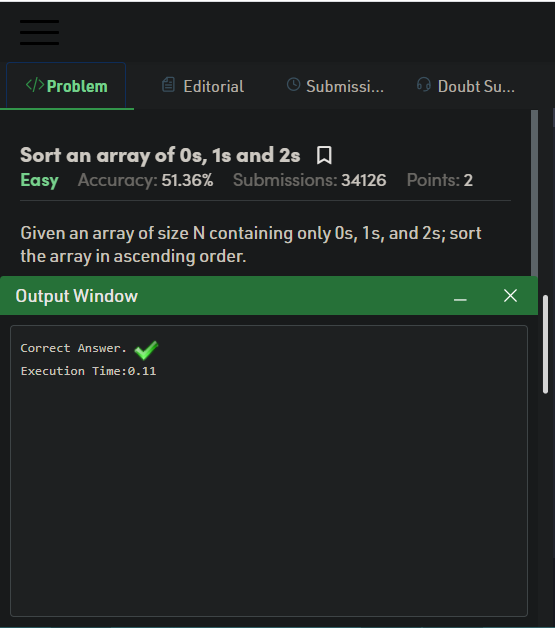 </>Problem
Editorial
Submissi...
Doubt Su...
Sort an array of 0s, 1s and 2s
Easy Accuracy: 51.36% Submissions: 34126 Points: 2
Given an array of size N containing only 0s, 1s, and 2s; sort
the array in ascending order.
Output Window
Correct Answer.
Execution Time:0.11